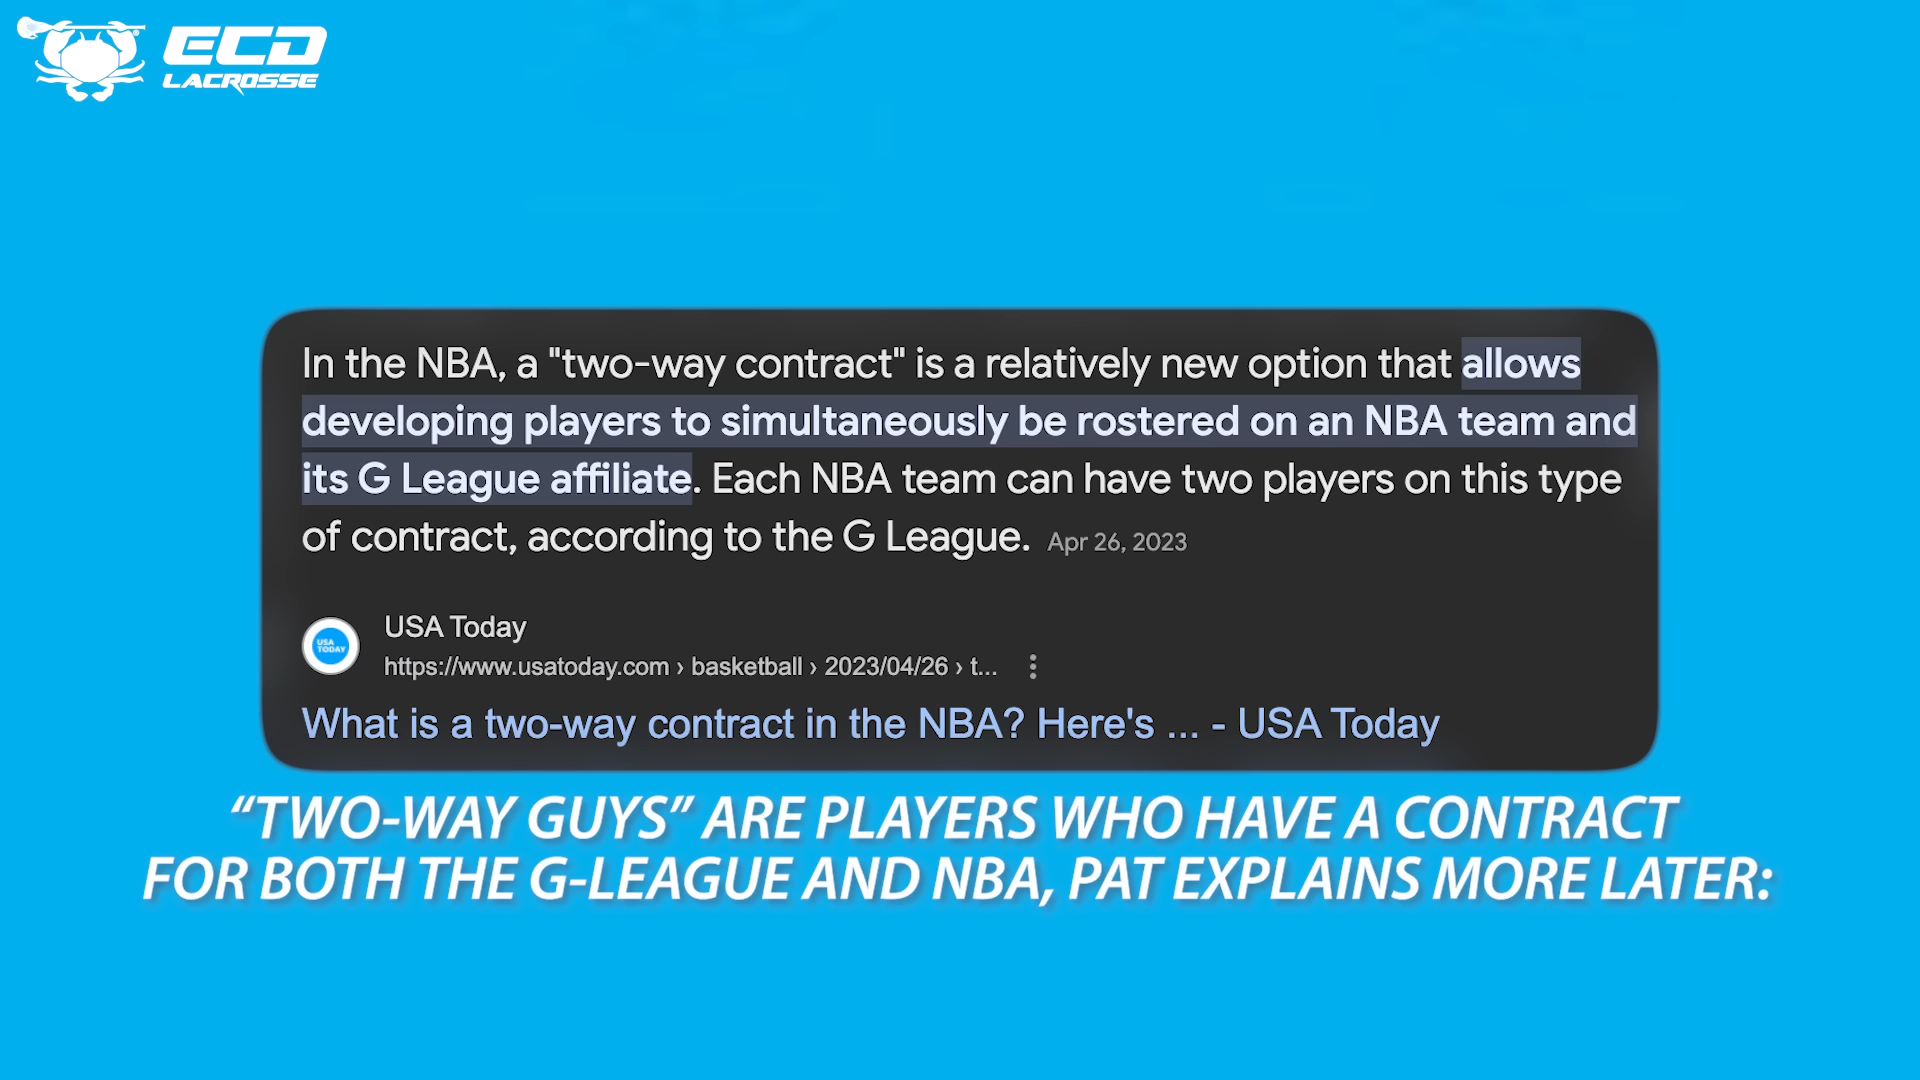 ECD
LACROSSE
In the NBA, a "two-way contract" is a relatively new option that allows
developing players to simultaneously be rostered on an NBA team and
its G League affiliate. Each NBA team can have two players on this type
of contract, according to the G League. Apr 26, 2023
USA
TODAY
USA Today
https://www.usatoday.com › basketball › 2023/04/26 › t...
What is a two-way contract in the NBA? Here's ... - USA Today
“TWO-WAY GUYS” ARE PLAYERS WHO HAVE A CONTRACT
FOR BOTH THE G-LEAGUE AND NBA, PAT EXPLAINS MORE LATER: